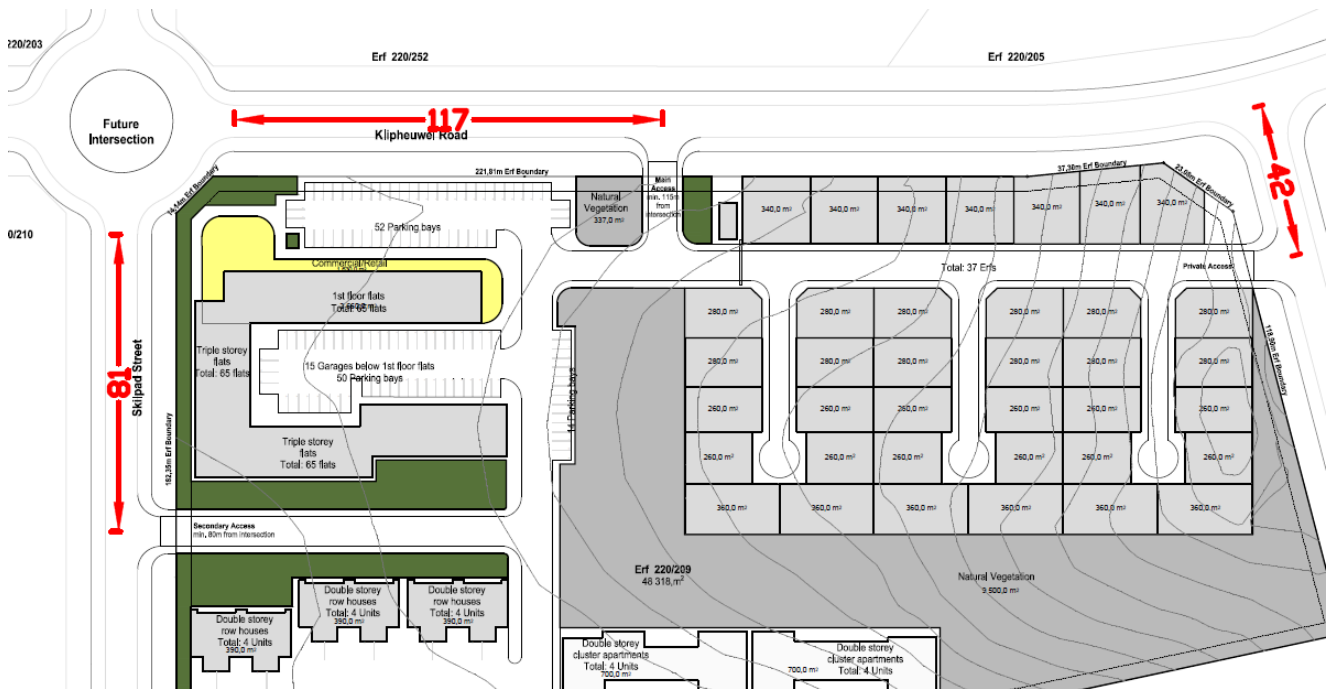 220/203
Erf 220/252
Erf 220/205
Future
Intersection
117
Klipheuwel Road
42
14,14m Erf Boundary
221,81m Erf Boundary
37,30m Erf Boundary
23,68m Erf Boundary
Main
Access
min. 115m
from
intersection
Natural
Vegetation
337,0 m²
340,0 m²
340,0 m²
340,0 m²
340,0 m²
340,0 m²
340,0 m²
340,0 m²
0/210
52 Parking bays
Commercial/Retail
Total: 37 Erfs
Private Access
1st floor flats
Total: 65 flats
280,0 m²
280,0 m²
280,0 m²
280,0 m²
280,0 m²
280,0 m²
118,90m Erf Boundary
81
Skilpad Street
Triple storey
flats
Total: 65 flats
15 Garages below 1st floor flats
50 Parking bays
14 Parking bays
280,0 m²
280,0 m²
280,0 m²
280,0 m²
280,0 m²
280,0 m²
260,0 m²
260,0 m²
260,0 m²
260,0 m²
260,0 m²
260,0 m²
Triple storey
flats
Total: 65 flats
260,0 m²
260,0 m²
260,0 m²
260,0 m²
260,0 m²
260,0 m²
182,35m Erf Boundary
360,0 m²
360,0 m²
360,0 m²
360,0 m²
360,0 m²
360,0 m²
Secondary Access
min. 80m from intersection
Erf 220/209
48 318,m²
Natural Vegetation
9,500,0 m²
Double storey
row houses
Total: 4 Units
390,0 m²
Double storey
row houses
Total: 4 Units
390,0 m²
Double storey
row houses
Total: 4 Units
390,0 m²
Double storey
cluster apartments
Total: 4 Units
700,0 m²
Double storey
cluster apartments
Total: 4 Units
700,0 m²